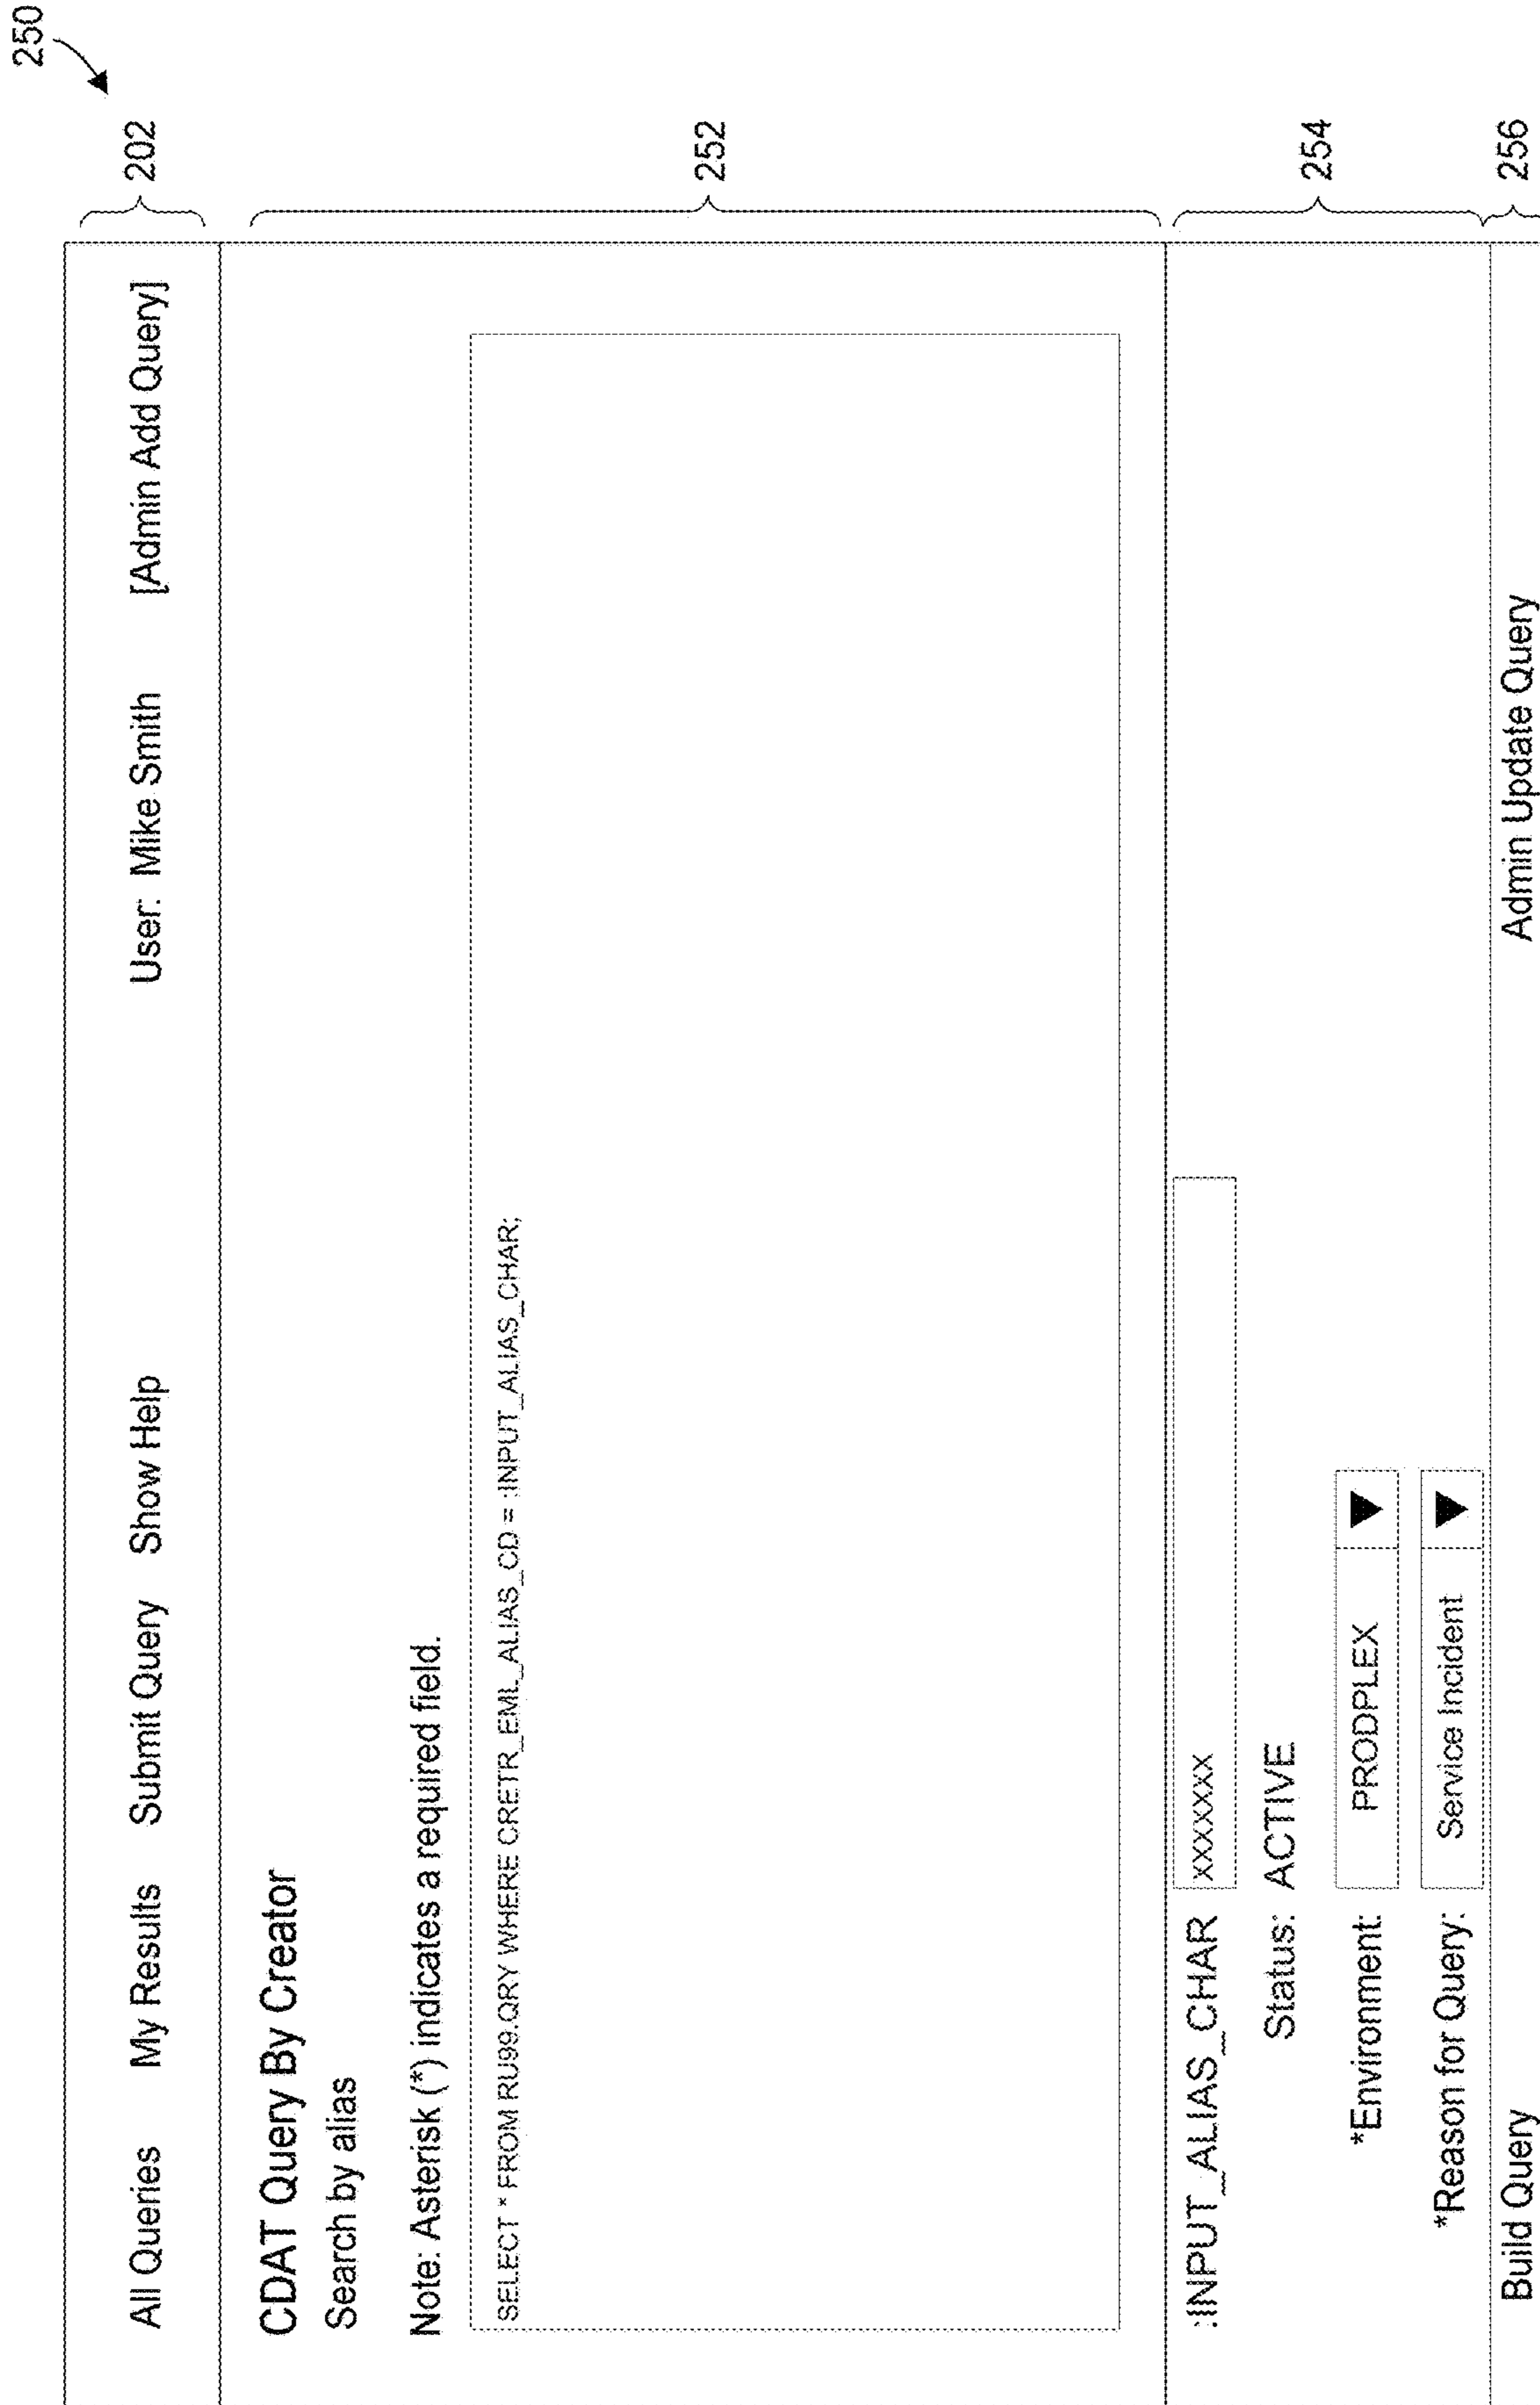 250
All Queries My Results Submit Query Show Help User: Mike Smith [Admin Add Query]
202
CDAT Query By Creator
Search by alias
Note: Asterisk (*) indicates a required field.
SELECT * FROM RU99.QRY WHERE CRETR_EML_ALIAS_CD = :INPUT_ALIAS_CHAR;
252
:INPUT_ALIAS_CHAR xxxxxxx
Status: ACTIVE
*Environment: PRODPLEX
*Reason for Query: Service Incident
254
Build Query Admin Update Query
256